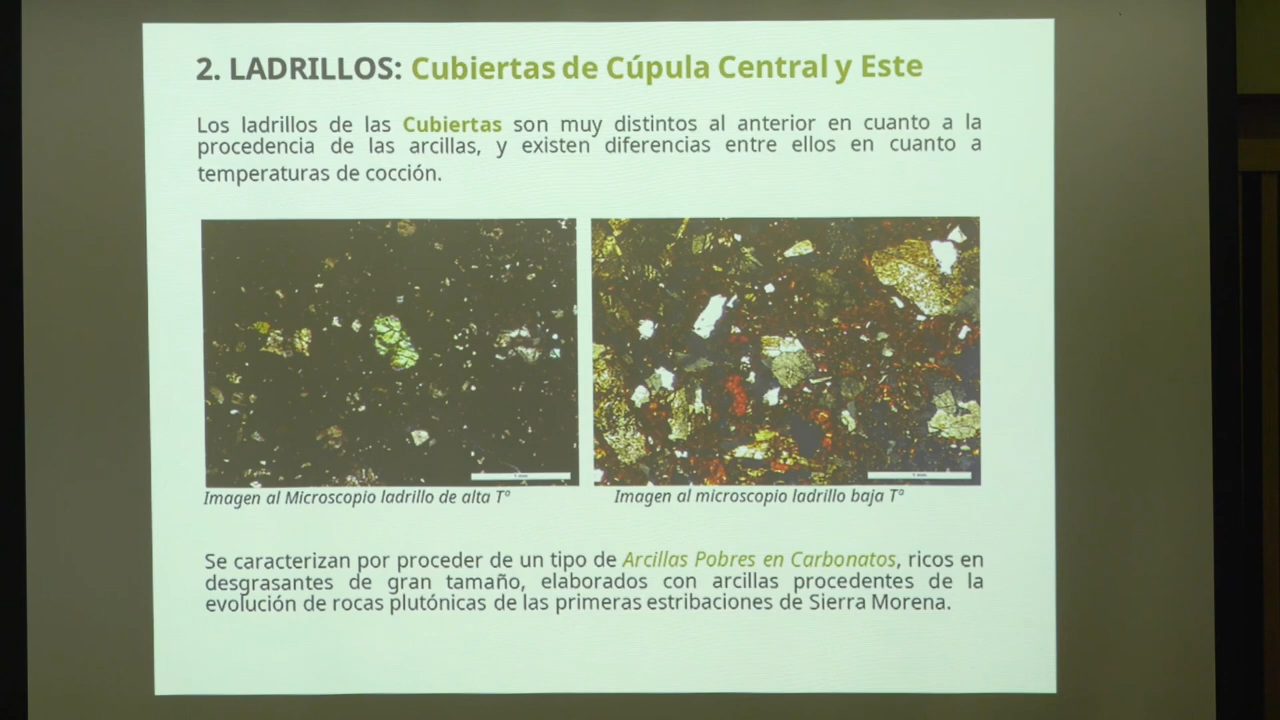 2. LADRILLOS: Cubiertas de Cúpula Central y Este
Los ladrillos de las Cubiertas son muy distintos al anterior en cuanto a la
procedencia de las arcillas, y existen diferencias entre ellos en cuanto a
temperaturas de cocción.
Imagen al Microscopio ladrillo de alta Tª
Imagen al microscopio ladrillo baja Tª
Se caracterizan por proceder de un tipo de Arcillas Pobres en Carbonatos, ricos en
desgrasantes de gran tamaño, elaborados con arcillas procedentes de la
evolución de rocas plutónicas de las primeras estribaciones de Sierra Morena.